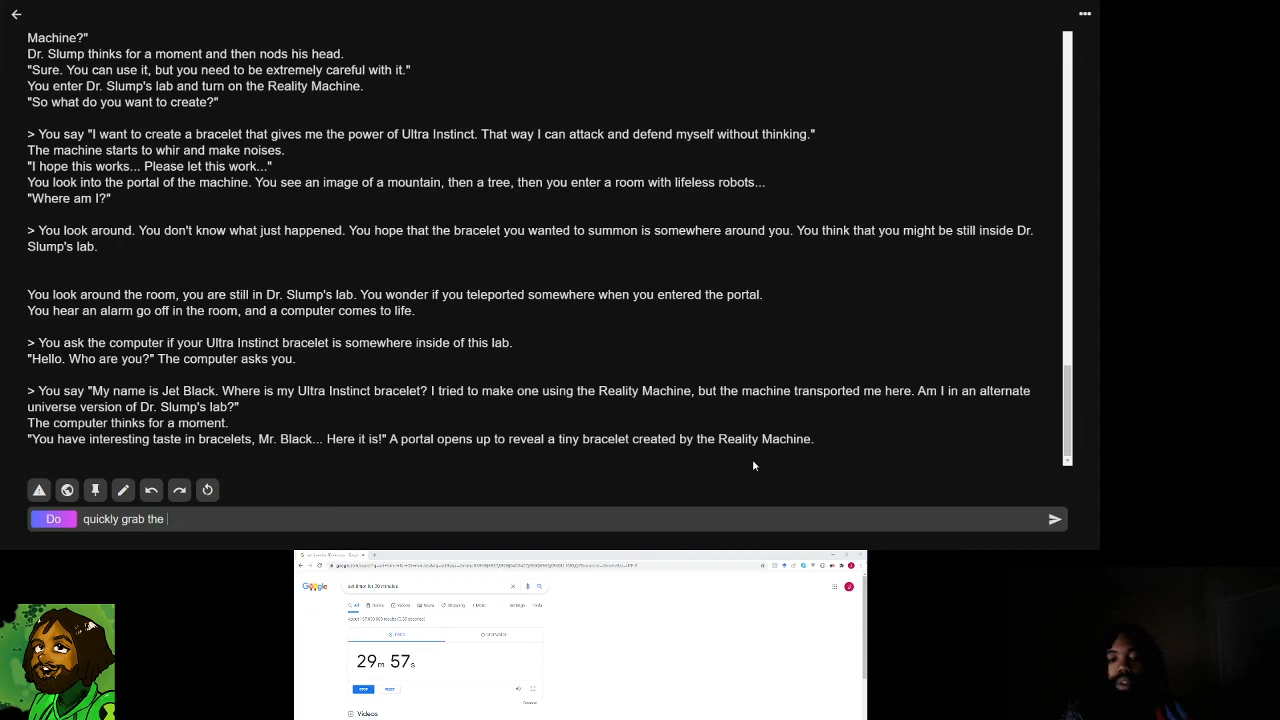 Machine?"
Dr. Slump thinks for a moment and then nods his head.
"Sure. You can use it, but you need to be extremely careful with it."
You enter Dr. Slump's lab and turn on the Reality Machine.
"So what do you want to create?"
> You say "I want to create a bracelet that gives me the power of Ultra Instinct. That way I can attack and defend myself without thinking."
The machine starts to whir and make noises.
"I hope this works... Please let this work..."
You look into the portal of the machine. You see an image of a mountain, then a tree, then you enter a room with lifeless robots...
"Where am I?"
> You look around. You don't know what just happened. You hope that the bracelet you wanted to summon is somewhere around you. You think that you might be still inside Dr.
Slump's lab.
You look around the room, you are still in Dr. Slump's lab. You wonder if you teleported somewhere when you entered the portal.
You hear an alarm go off in the room, and a computer comes to life.
> You ask the computer if your Ultra Instinct bracelet is somewhere inside of this lab.
"Hello. Who are you?" The computer asks you.
> You say "My name is Jet Black. Where is my Ultra Instinct bracelet? I tried to make one using the Reality Machine, but the machine transported me here. Am I in an alternate
universe version of Dr. Slump's lab?"
The computer thinks for a moment.
"You have interesting taste in bracelets, Mr. Black... Here it is!" A portal opens up to reveal a tiny bracelet created by the Reality Machine.
Do quickly grab the
Google
set timer for 30 minutes
All
Videos
Shopping
Settings
Tools
29m 57s
STOP
RESET
Videos